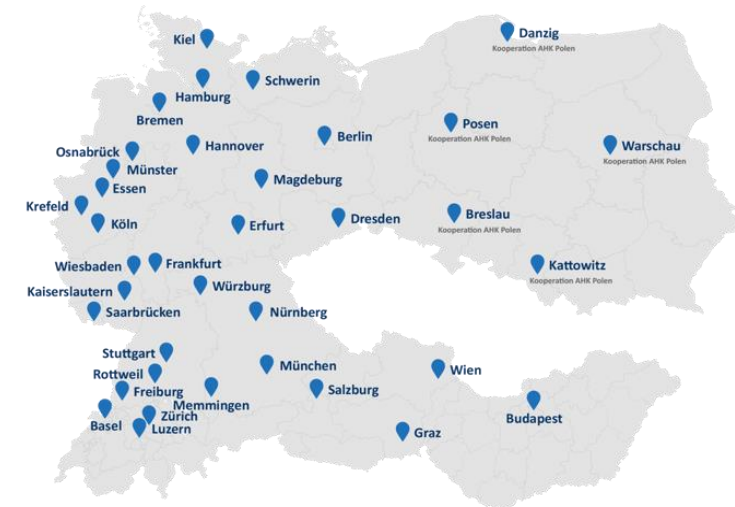 Danzig
Kooperation AHK Polen
Kiel
Schwerin
Hamburg
Bremen
Posen
Kooperation AHK Polen
Berlin
Hannover
Warschau
Kooperation AHK Polen
Osnabrück
Münster
Magdeburg
Essen
Krefeld
Breslau
Kooperation AHK Polen
Dresden
Köln
Erfurt
Wiesbaden
Frankfurt
Kattowitz
Kooperation AHK Polen
Würzburg
Kaiserslautern
Saarbrücken
Nürnberg
Stuttgart
München
Wien
Rottweil
Freiburg
Salzburg
Memmingen
Zürich
Budapest
Basel
Luzern
Graz